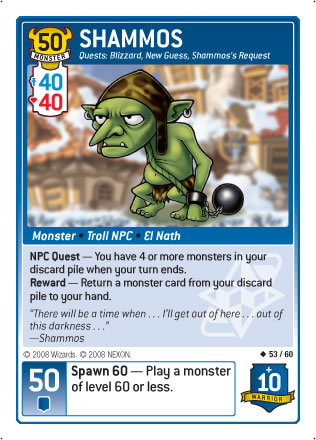 50
MONSTER
SHAMMOS
Quests: Blizzard, New Guess, Shammos's Request
40
40
Monster • Troll NPC • El Nath
NPC Quest — You have 4 or more monsters in your
discard pile when your turn ends.
Reward — Return a monster card from your discard
pile to your hand.
"There will be a time when . . . I'll get out of here . . . out of
this darkness . . ."
—Shammos
© 2008 Wizards. © 2008 NEXON.
◆ 53 / 60
50
Spawn 60 — Play a monster
of level 60 or less.
+
10
WARRIOR